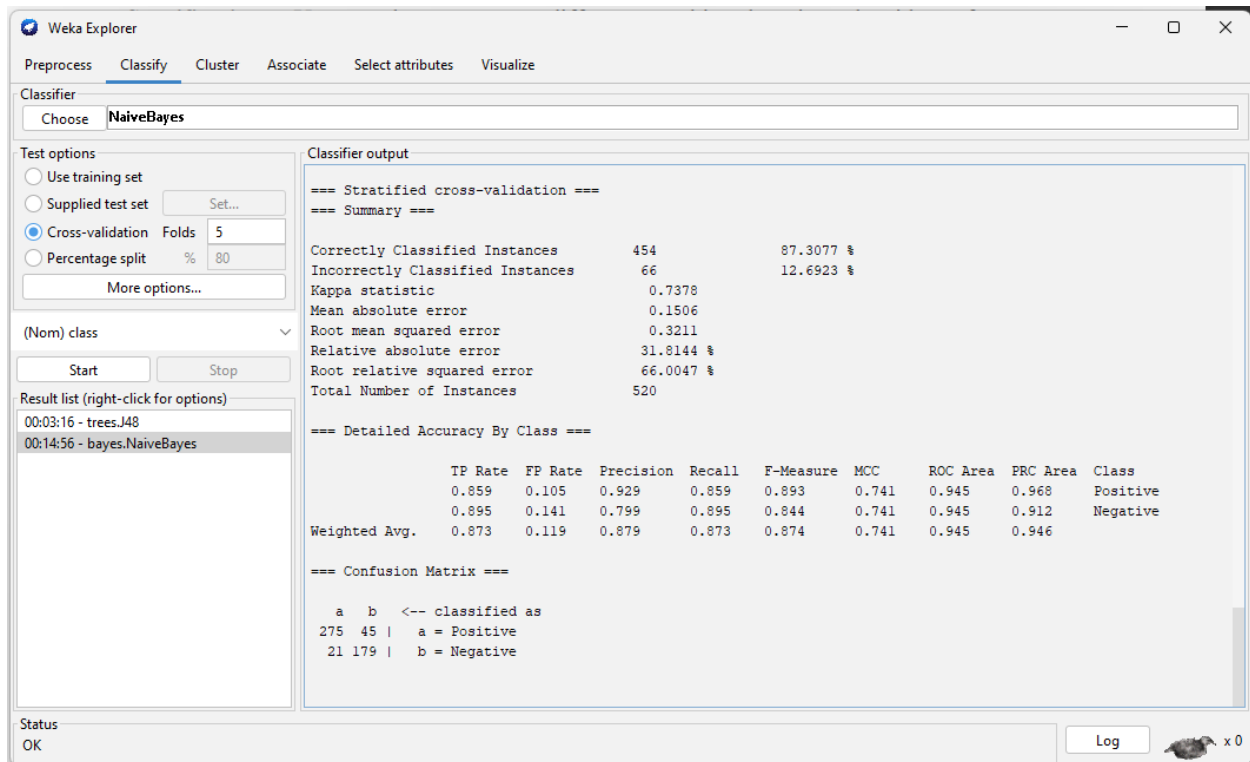 Weka Explorer
Preprocess Classify Cluster Associate Select attributes Visualize
Classifier
Choose NaiveBayes
Test options
Use training set
Supplied test set Set...
Cross-validation Folds 5
Percentage split % 80
More options...
(Nom) class
Start Stop
Result list (right-click for options)
00:03:16 - trees.J48
00:14:56 - bayes.NaiveBayes
Classifier output
=== Stratified cross-validation ===
=== Summary ===
Correctly Classified Instances 454 87.3077 %
Incorrectly Classified Instances 66 12.6923 %
Kappa statistic 0.7378
Mean absolute error 0.1506
Root mean squared error 0.3211
Relative absolute error 31.8144 %
Root relative squared error 66.0047 %
Total Number of Instances 520
=== Detailed Accuracy By Class ===
TP Rate FP Rate Precision Recall F-Measure MCC ROC Area PRC Area Class
0.859 0.105 0.929 0.859 0.893 0.741 0.945 0.968 Positive
0.895 0.141 0.799 0.895 0.844 0.741 0.945 0.912 Negative
Weighted Avg. 0.873 0.119 0.879 0.873 0.874 0.741 0.945 0.946
=== Confusion Matrix ===
a b <-- classified as
275 45 | a = Positive
21 179 | b = Negative
Status
OK
Log x 0